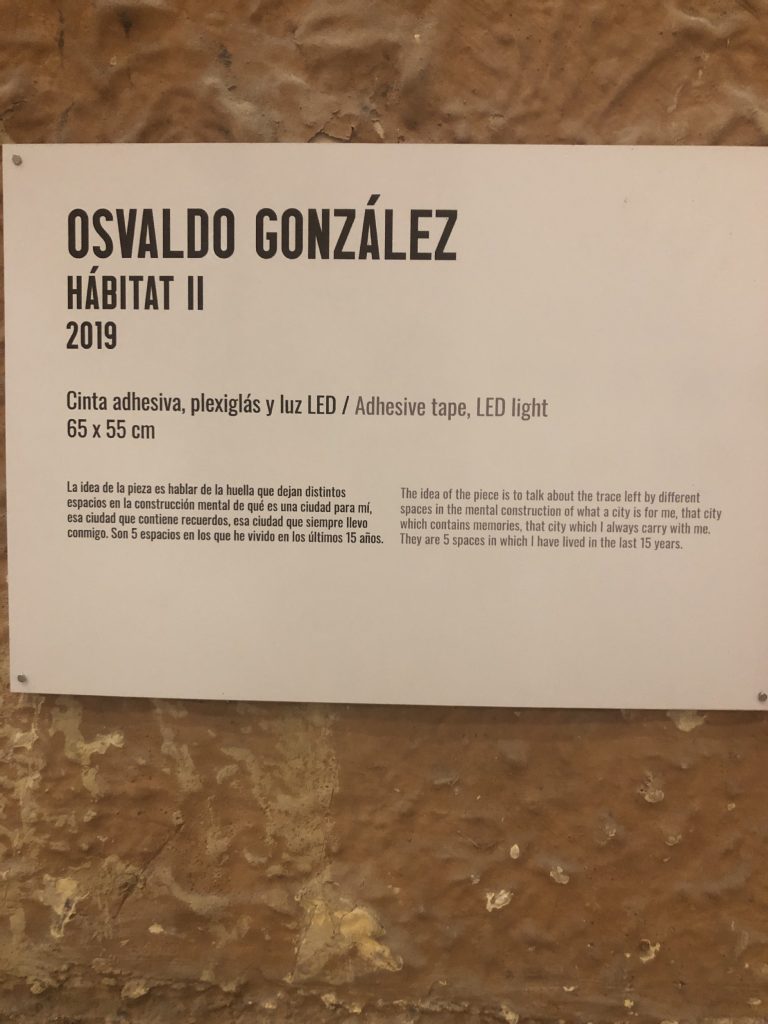 OSVALDO GONZÁLEZ
HÁBITAT II
2019
Cinta adhesiva, plexiglás y luz LED / Adhesive tape, LED light
65 x 55 cm
La idea de la pieza es hablar de la huella que dejan distintos
espacios en la construcción mental de qué es una ciudad para mí,
esa ciudad que contiene recuerdos, esa ciudad que siempre llevo
conmigo. Son 5 espacios en los que he vivido en los últimos 15 años.
The idea of the piece is to talk about the trace left by different
spaces in the mental construction of what a city is for me, that city
which contains memories, that city which I always carry with me.
They are 5 spaces in which I have lived in the last 15 years.